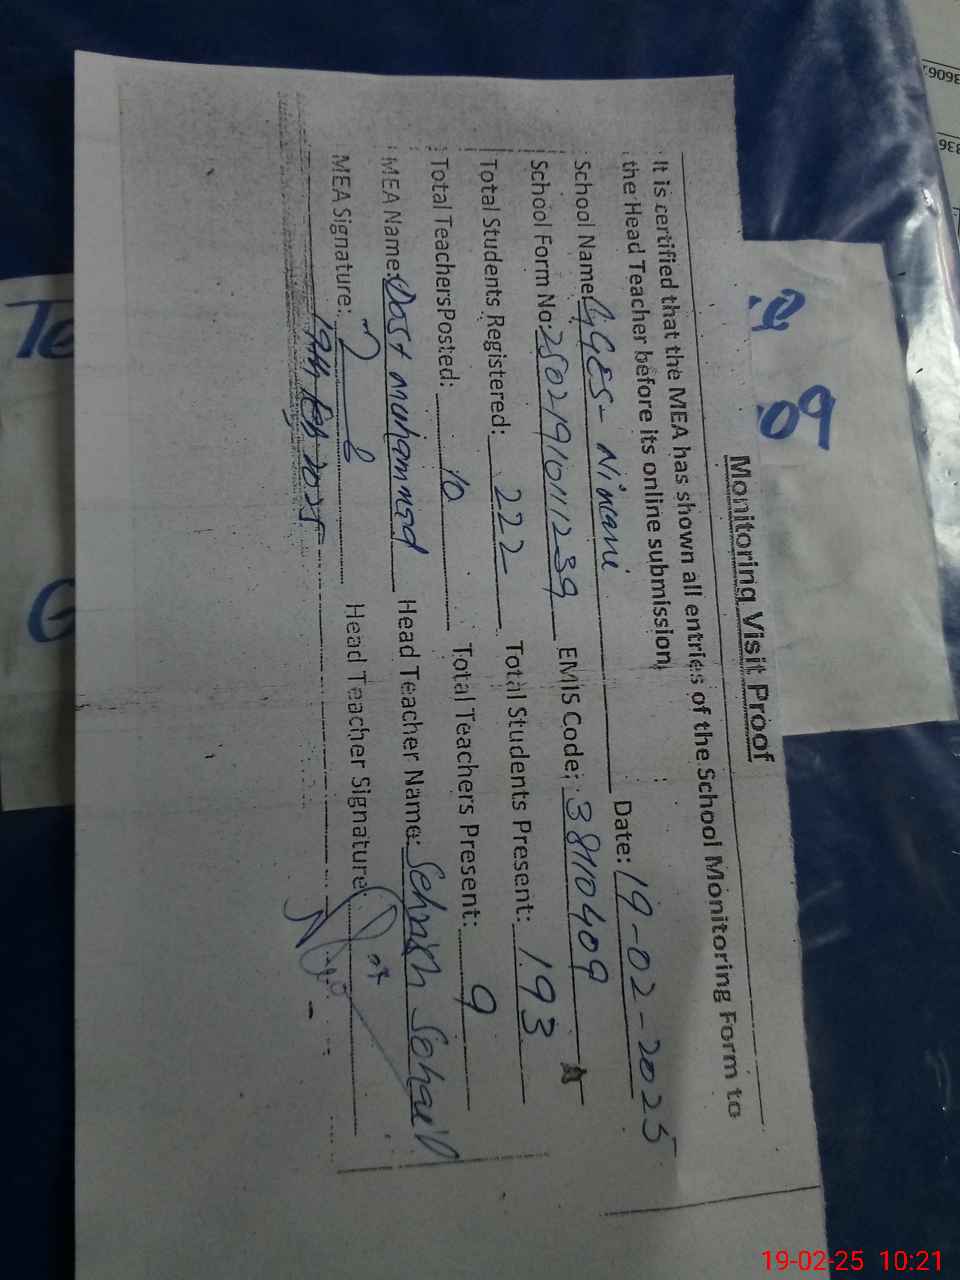 Monitoring Visit Proof
It is certified that the MEA has shown all entries of the School Monitoring Form to
the Head Teacher before its online submission.
School Name: GGES- Nimani Date: 19-02-2025
School Form No: 25021910111239 EMIS Code: 38110409
Total Students Registered: 222 Total Students Present: 193
Total Teachers Posted: 10 Total Teachers Present: 9
MEA Name: Dost muhammad Head Teacher Name: Sehrish Sohail
MEA Signature: Head Teacher Signature:
19th Feb 2025
09
Te
G
19-02-25 10:21